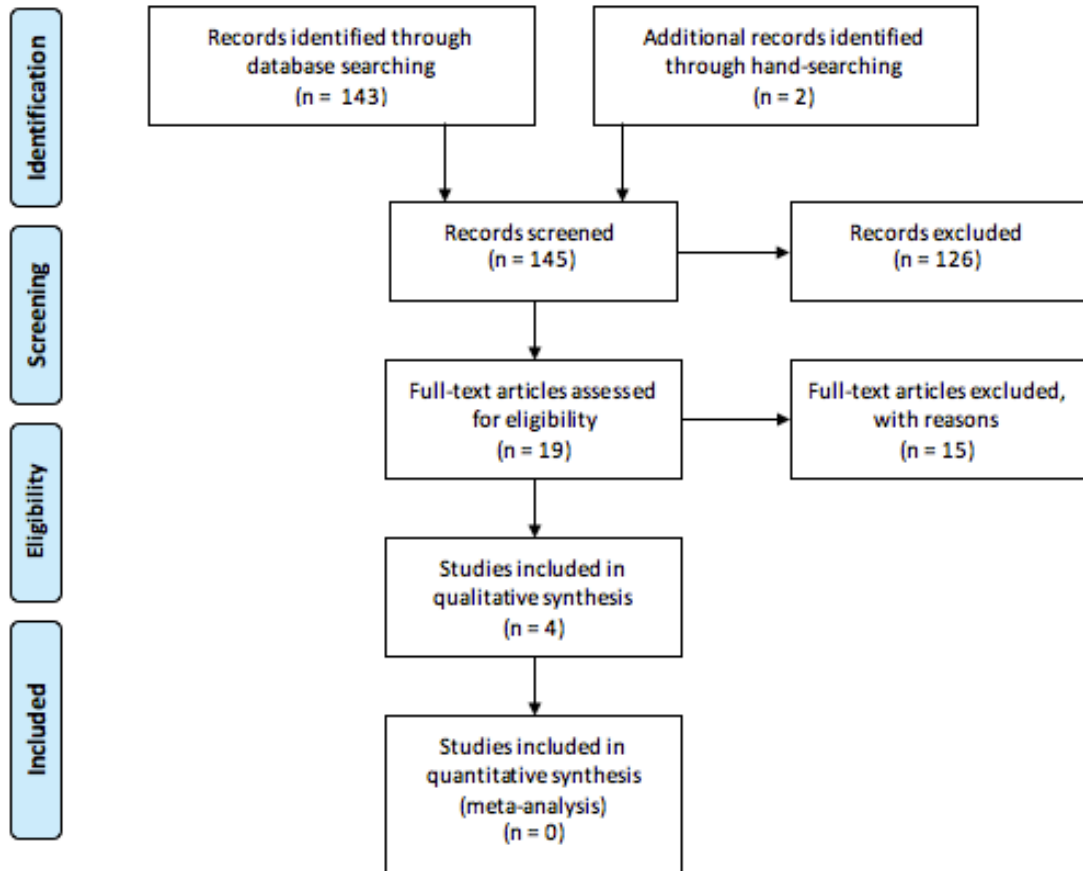 Identification
Records identified through
database searching
(n = 143)
Additional records identified
through hand-searching
(n = 2)
Screening
Records screened
(n = 145)
Records excluded
(n = 126)
Full-text articles assessed
for eligibility
(n = 19)
Full-text articles excluded,
with reasons
(n = 15)
Eligibility
Studies included in
qualitative synthesis
(n = 4)
Included
Studies included in
quantitative synthesis
(meta-analysis)
(n = 0)